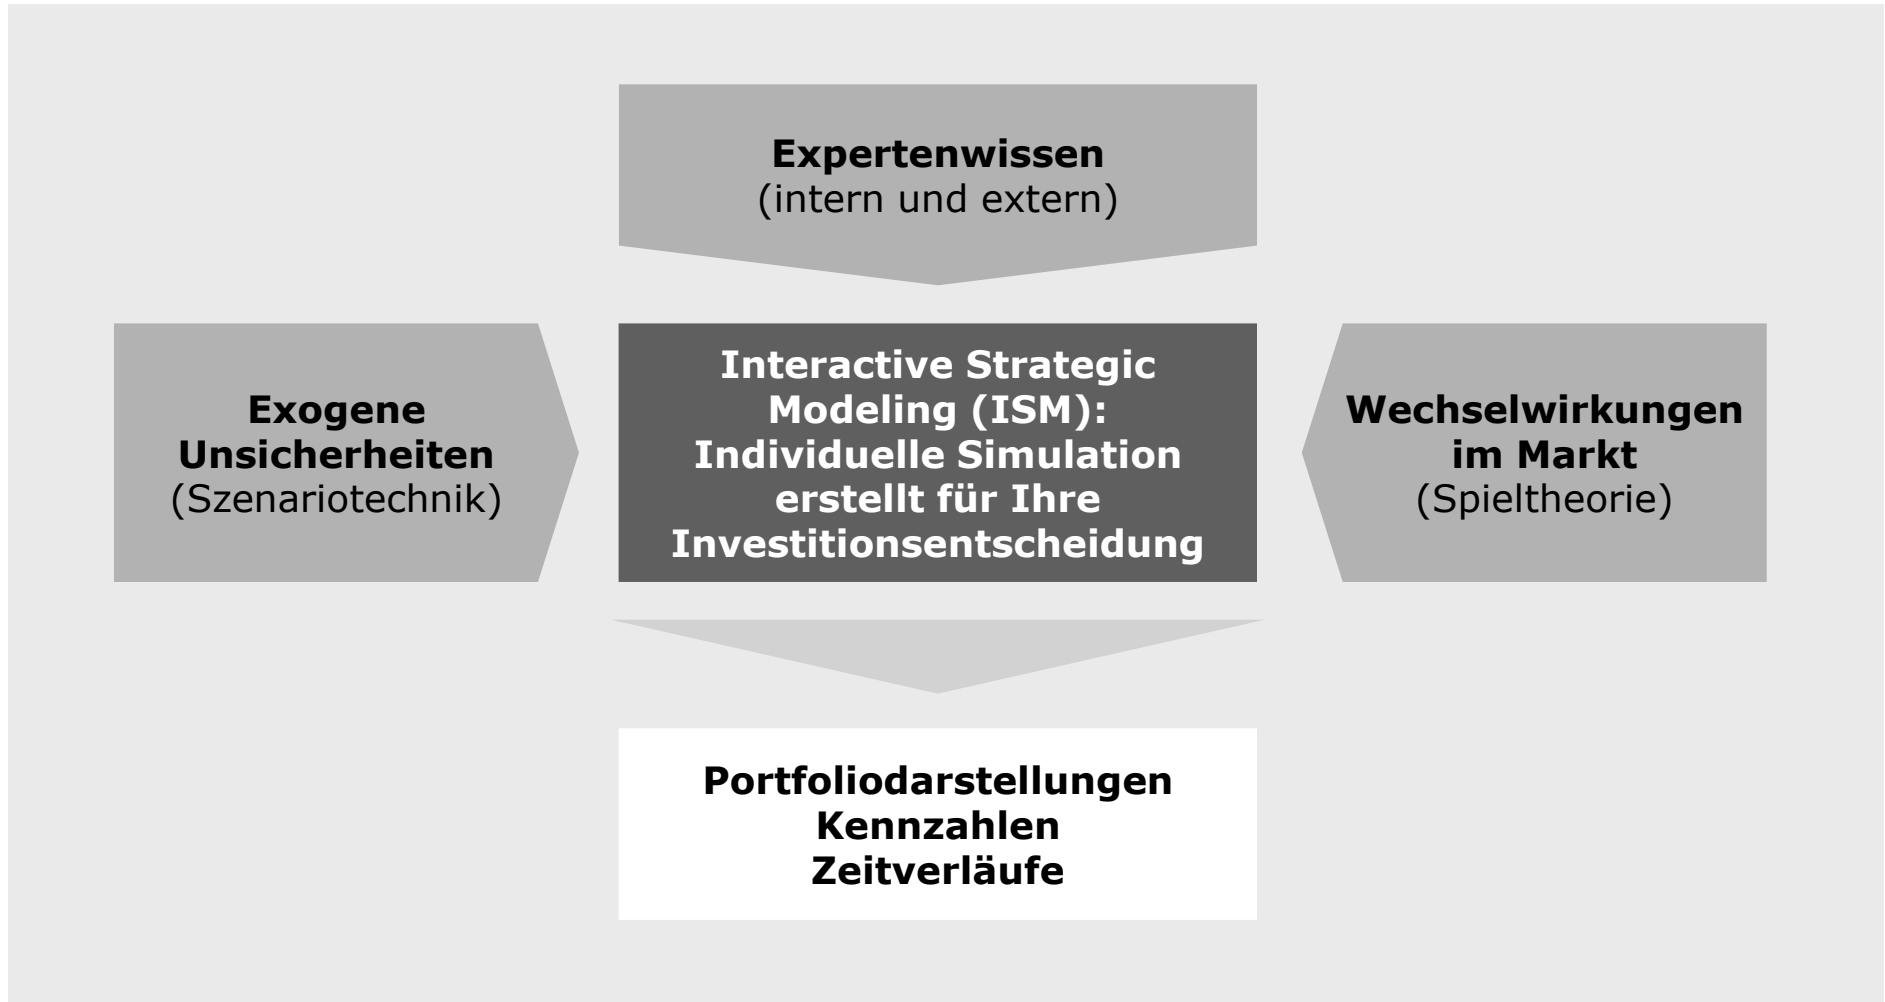 Expertenwissen
(intern und extern)
Exogene
Unsicherheiten
(Szenariotechnik)
Interactive Strategic
Modeling (ISM):
Individuelle Simulation
erstellt für Ihre
Investitionsentscheidung
Wechselwirkungen
im Markt
(Spieltheorie)
Portfoliodarstellungen
Kennzahlen
Zeitverläufe